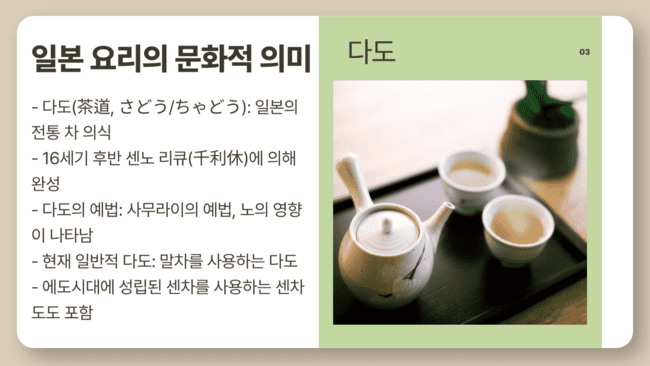 일본 요리의 문화적 의미
- 다도(茶道, さどう/ちゃどう): 일본의
전통 차 의식
- 16세기 후반 센노 리큐(千利休)에 의해
완성
- 다도의 예법: 사무라이의 예법, 노의 영향
이 나타남
- 현재 일반적 다도: 말차를 사용하는 다도
- 에도시대에 성립된 센차를 사용하는 센차
도도 포함
다도
03